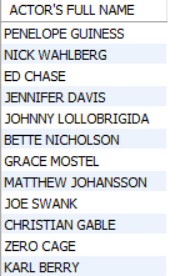 ACTOR'S FULL NAME
PENELOPE GUINESS
NICK WAHLBERG
ED CHASE
JENNIFER DAVIS
JOHNNY LOLLOBRIGIDA
BETTE NICHOLSON
GRACE MOSTEL
MATTHEW JOHANSSON
JOE SWANK
CHRISTIAN GABLE
ZERO CAGE
KARL BERRY